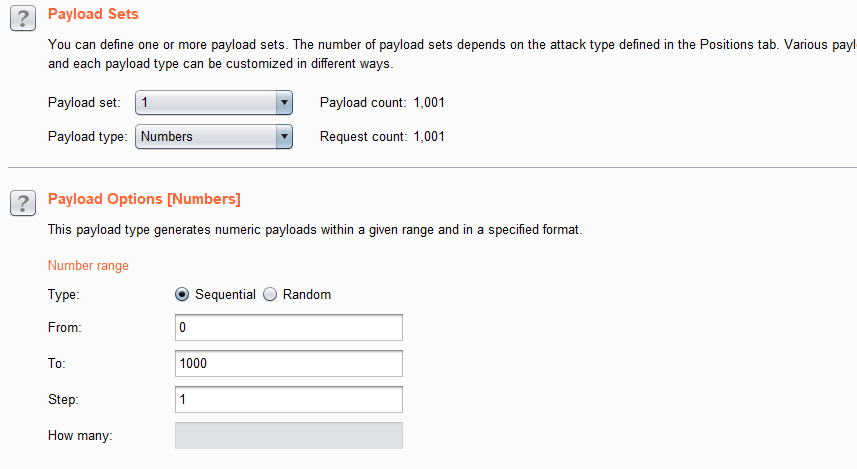 Payload Sets
You can define one or more payload sets. The number of payload sets depends on the attack type defined in the Positions tab. Various
and each payload type can be customized in different ways.
Payload set: 1 Payload count: 1,001
Payload type: Numbers Request count: 1,001
Payload Options [Numbers]
This payload type generates numeric payloads within a given range and in a specified format.
Number range
Type: Sequential Random
From: 0
To: 1000
Step: 1
How many: